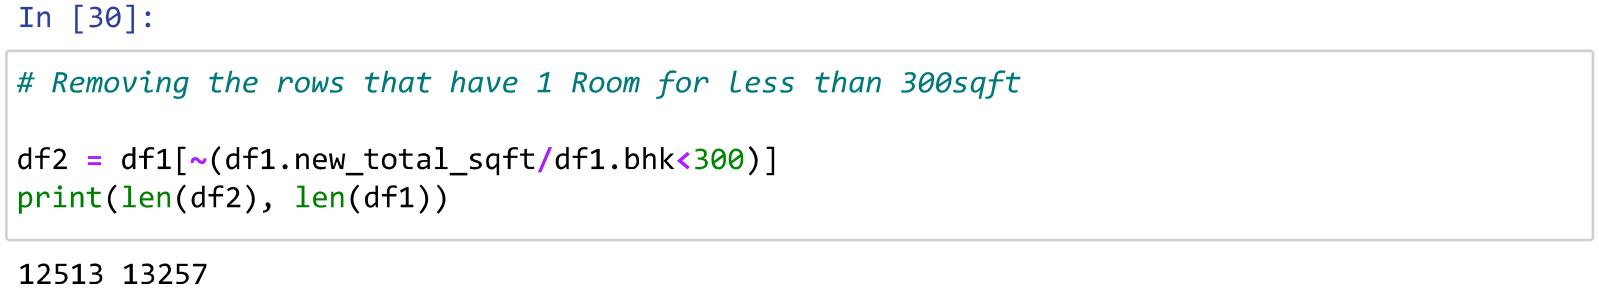 In [30]:
# Removing the rows that have 1 Room for less than 300sqft
df2 = df1[~(df1.new_total_sqft/df1.bhk<300)]
print(len(df2), len(df1))
12513 13257